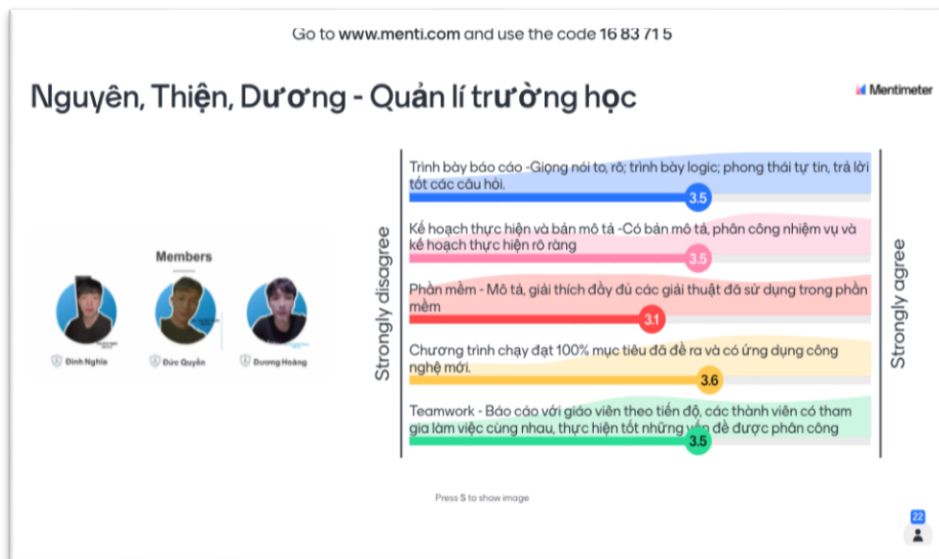 Go to www.menti.com and use the code 16 83 71 5
Nguyên, Thiện, Dương - Quản lí trường học
Mentimeter
Members
Đình Nghĩa
Đức Quyền
Dương Hoàng
Strongly disagree
Trình bày báo cáo -Giọng nói to, rõ; trình bày logic; phong thái tự tin, trả lời
tốt các câu hỏi.
3.5
Kế hoạch thực hiện và bản mô tả -Có bản mô tả, phân công nhiệm vụ và
kế hoạch thực hiện rõ ràng
3.5
Phần mềm - Mô tả, giải thích đầy đủ các giải thuật đã sử dụng trong phần
mềm
3.1
Chương trình chạy đạt 100% mục tiêu đã đề ra và có ứng dụng công
nghệ mới.
3.6
Teamwork - Báo cáo với giáo viên theo tiến độ, các thành viên có tham
gia làm việc cùng nhau, thực hiện tốt những vấn đề được phân công
3.5
Strongly agree
Press S to show image
22